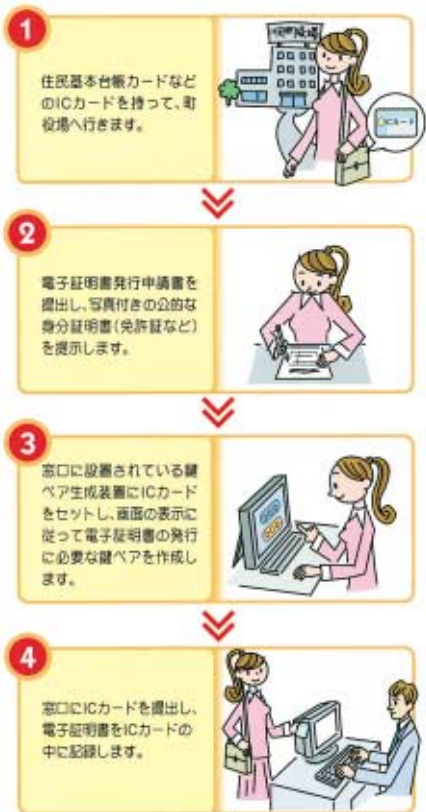 1
住民基本台帳カードなど
のICカードを持って、町
役場へ行きます。
ICカード
2
電子証明書発行申請書を
提出し、写真付きの公的な
身分証明書(免許証など)
を提示します。
3
窓口に設置されている鍵
ペア生成装置にICカード
をセットし、画面の表示に
従って電子証明書の発行
に必要な鍵ペアを作成し
ます。
4
窓口にICカードを提出し、
電子証明書をICカードの
中に記録します。